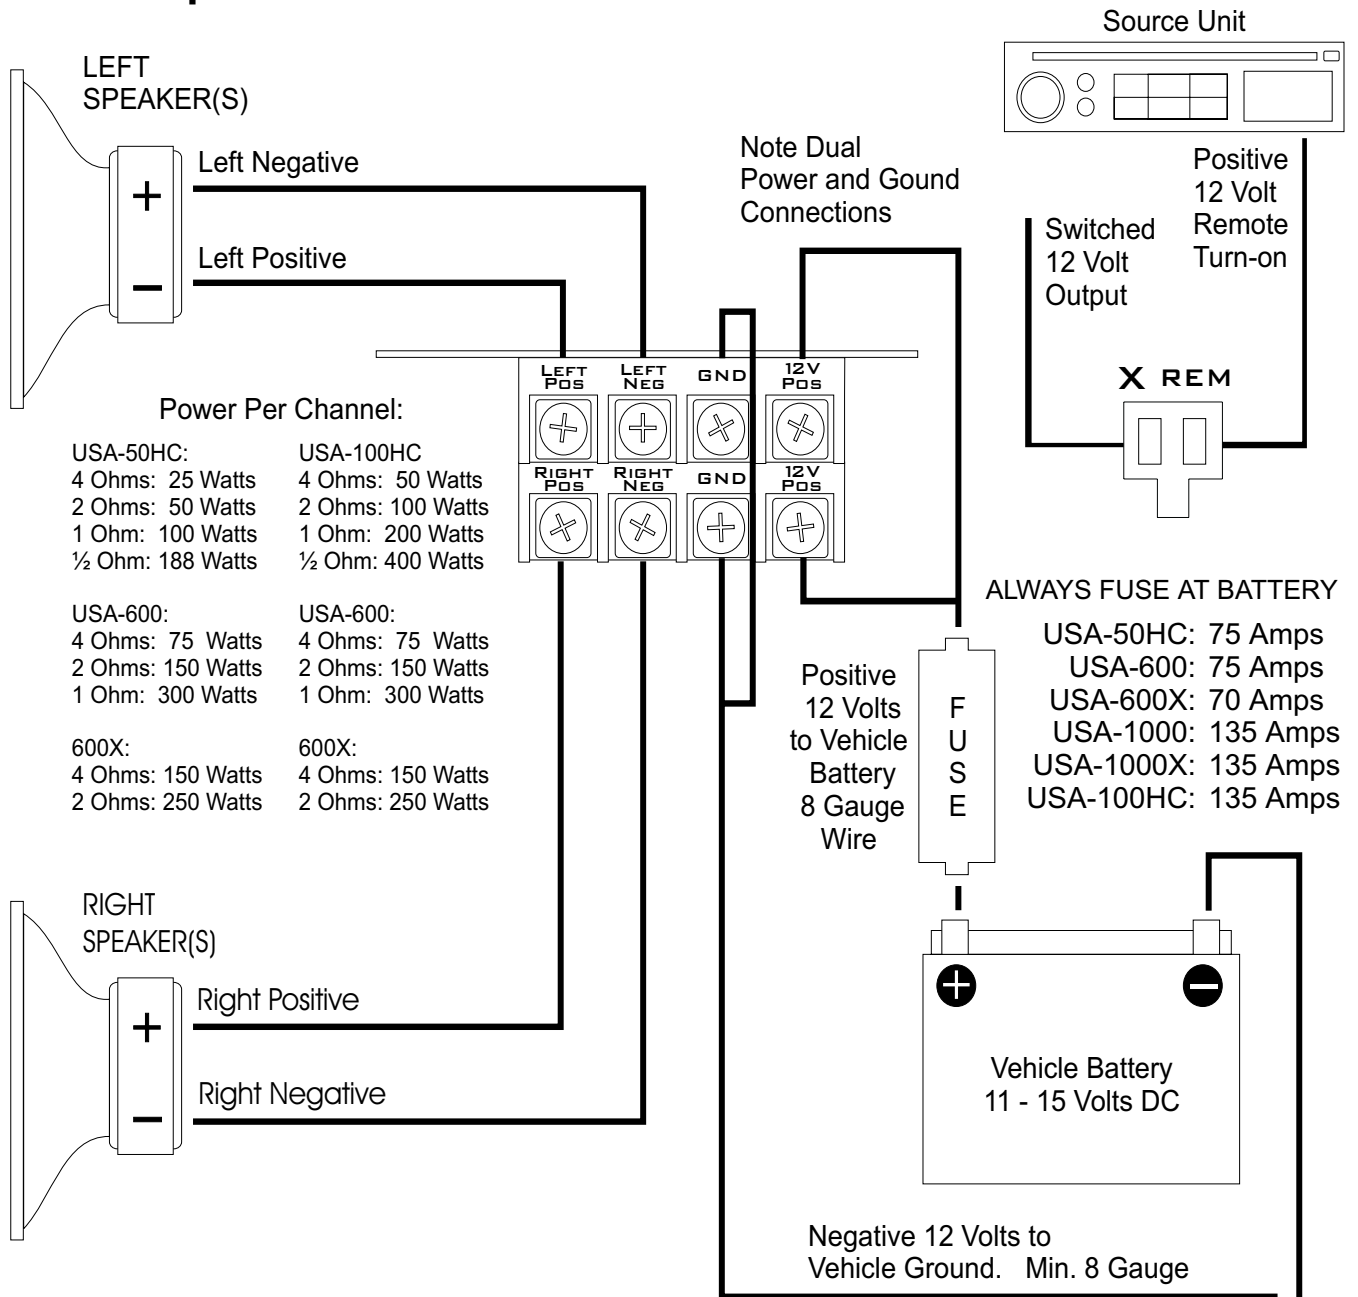 Source Unit
LEFT
SPEAKER(S)
Left Negative
+
Left Positive
−
Note Dual
Power and Gound
Connections
Positive
12 Volt
Remote
Turn-on
Switched
12 Volt
Output
X REM
LEFT POS
LEFT NEG
GND
12V POS
RIGHT POS
RIGHT NEG
GND
12V POS
Power Per Channel:
USA-50HC:
4 Ohms: 25 Watts
2 Ohms: 50 Watts
1 Ohm: 100 Watts
½ Ohm: 188 Watts
USA-100HC
4 Ohms: 50 Watts
2 Ohms: 100 Watts
1 Ohm: 200 Watts
½ Ohm: 400 Watts
USA-600:
4 Ohms: 75 Watts
2 Ohms: 150 Watts
1 Ohm: 300 Watts
USA-600:
4 Ohms: 75 Watts
2 Ohms: 150 Watts
1 Ohm: 300 Watts
600X:
4 Ohms: 150 Watts
2 Ohms: 250 Watts
600X:
4 Ohms: 150 Watts
2 Ohms: 250 Watts
ALWAYS FUSE AT BATTERY
USA-50HC: 75 Amps
USA-600: 75 Amps
USA-600X: 70 Amps
USA-1000: 135 Amps
USA-1000X: 135 Amps
USA-100HC: 135 Amps
Positive
12 Volts
to Vehicle
Battery
8 Gauge
Wire
F
U
S
E
RIGHT
SPEAKER(S)
Right Positive
+
Right Negative
−
+
−
Vehicle Battery
11 - 15 Volts DC
Negative 12 Volts to
Vehicle Ground. Min. 8 Gauge